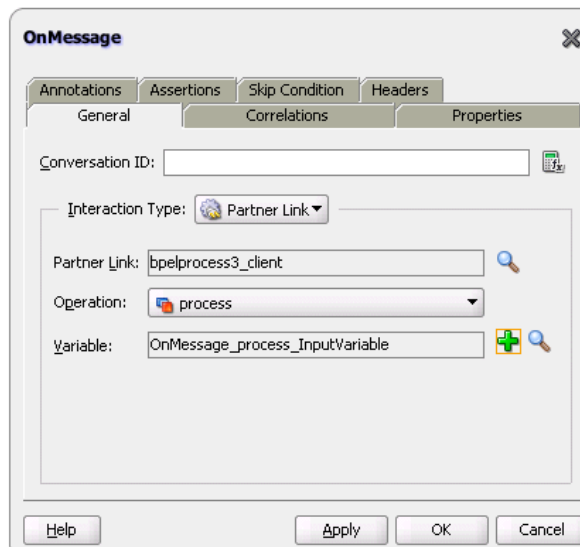 OnMessage
Annotations Assertions Skip Condition Headers
General Correlations Properties
Conversation ID:
Interaction Type: Partner Link
Partner Link: bpelprocess3_client
Operation: process
Variable: OnMessage_process_InputVariable
Help Apply OK Cancel